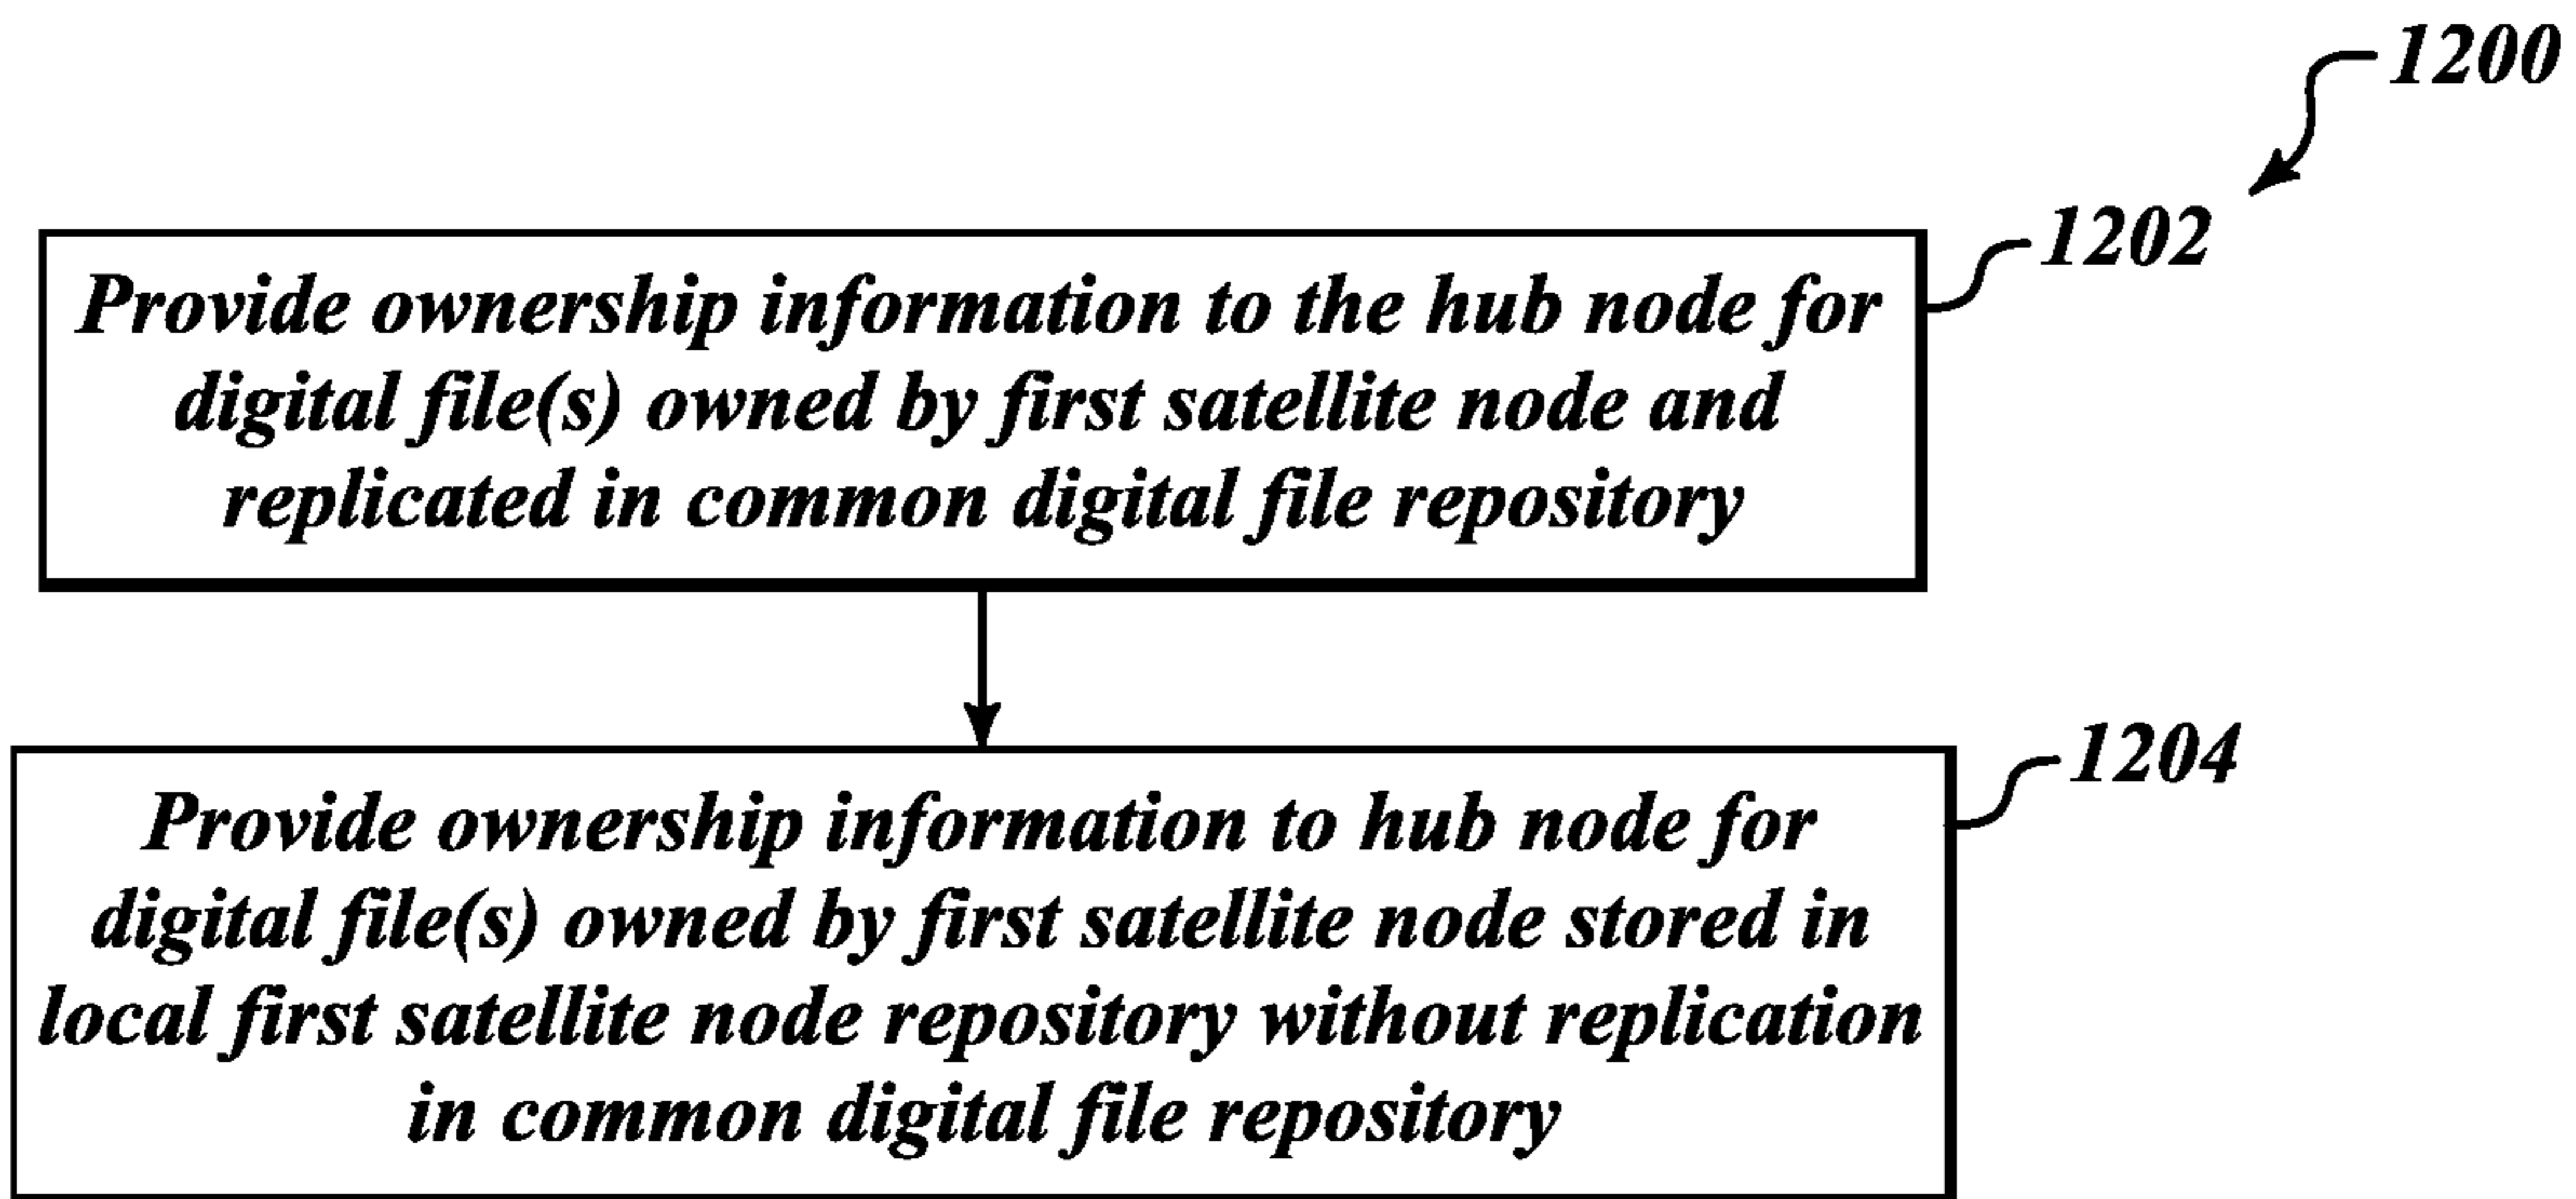 1200
1202
Provide ownership information to the hub node for
digital file(s) owned by first satellite node and
replicated in common digital file repository
1204
Provide ownership information to hub node for
digital file(s) owned by first satellite node stored in
local first satellite node repository without replication
in common digital file repository